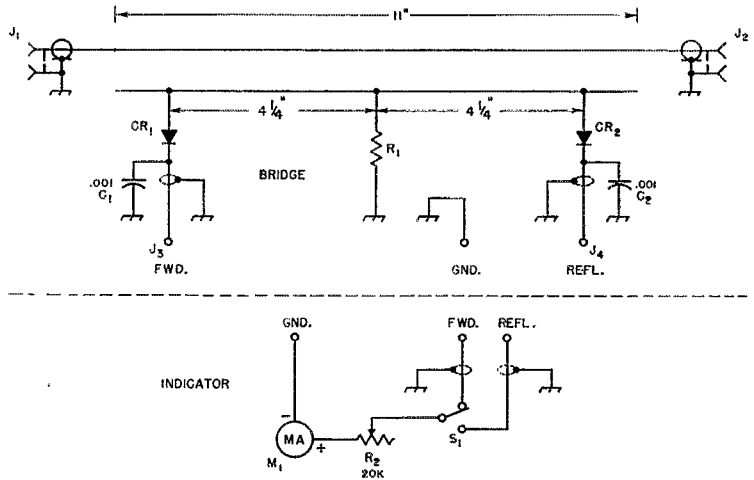 11"
J1
J2
4 1/4"
4 1/4"
CR1
CR2
R1
.001
C1
BRIDGE
.001
C2
J3
FWD.
GND.
J4
REFL.
GND.
FWD.
REFL.
INDICATOR
-
MA
+
M1
R2
20K
S1